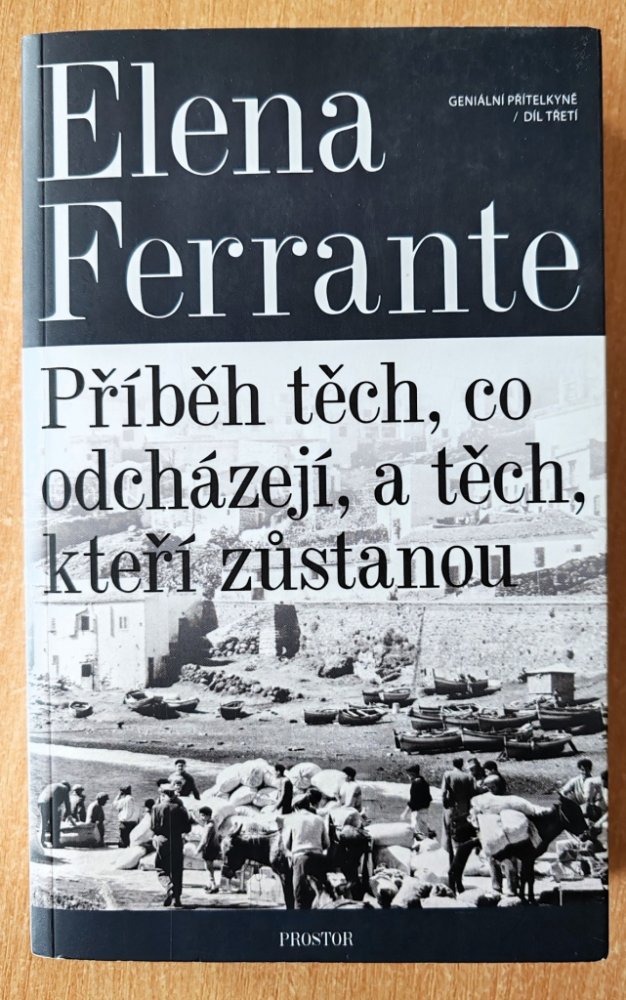 Elena
GENIÁLNÍ PŘÍTELKYNĚ
/ DÍL TŘETÍ
Ferrante
Příběh těch, co
odcházejí, a těch,
kteří zůstanou
PROSTOR